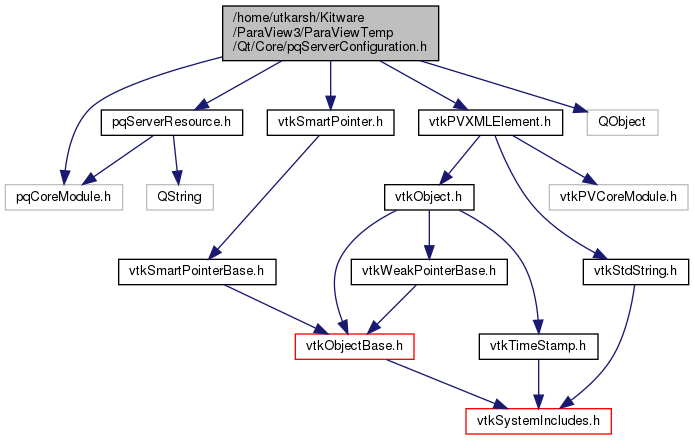 /home/utkarsh/Kitware
/ParaView3/ParaViewTemp
/Qt/Core/pqServerConfiguration.h
pqServerResource.h
vtkSmartPointer.h
vtkPVXMLElement.h
QObject
pqCoreModule.h
QString
vtkObject.h
vtkPVCoreModule.h
vtkSmartPointerBase.h
vtkWeakPointerBase.h
vtkStdString.h
vtkObjectBase.h
vtkTimeStamp.h
vtkSystemIncludes.h